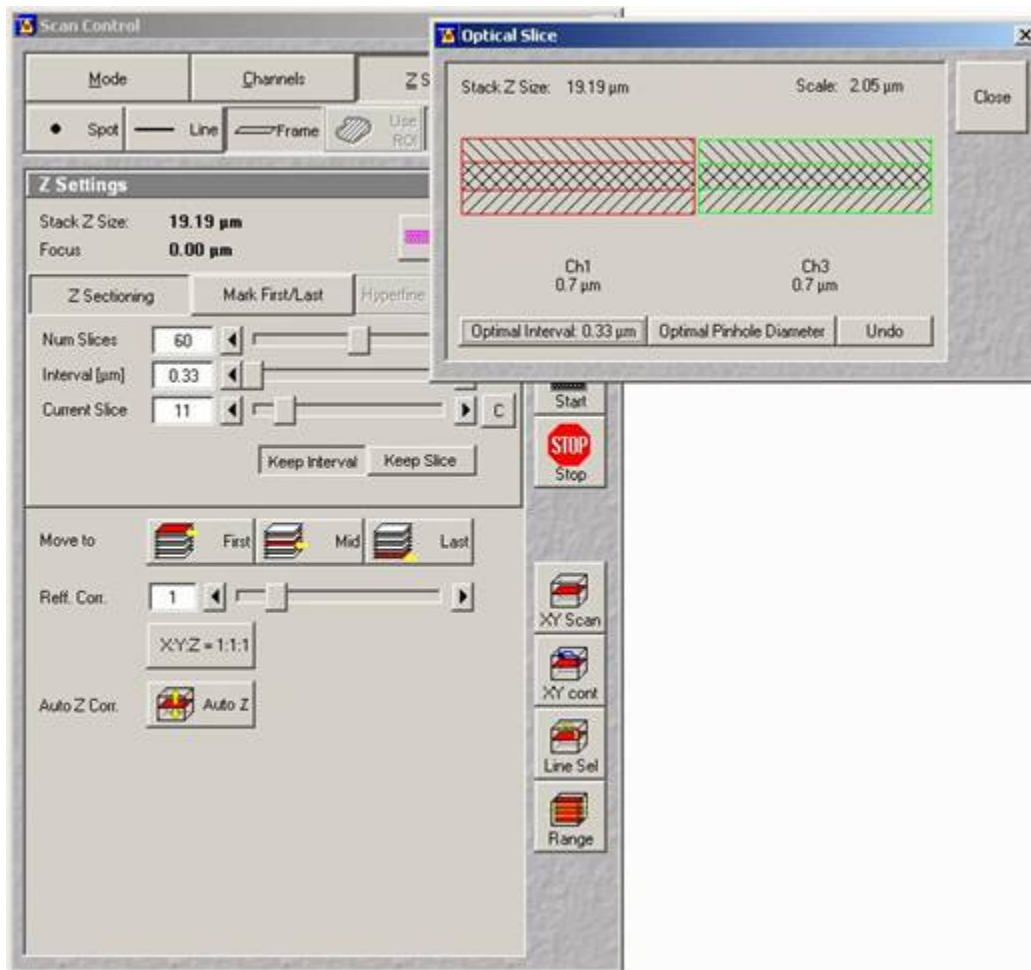 Scan Control
Mode
Channels
Z S
Spot
Line
Frame
Use ROI
Z Settings
Stack Z Size: 19.19 µm
Focus 0.00 µm
Z Sectioning
Mark First/Last
Hyperfine
Num Slices 60
Interval [µm] 0.33
Current Slice 11
C
Keep Interval
Keep Slice
Move to
First
Mid
Last
Reff. Corr. 1
X:Y:Z = 1:1:1
Auto Z Corr.
Auto Z
Start
STOP
Stop
XY Scan
XY cont
Line Sel
Range
Optical Slice
Stack Z Size: 19.19 µm
Scale: 2.05 µm
Close
Ch1
0.7 µm
Ch3
0.7 µm
Optimal Interval: 0.33 µm
Optimal Pinhole Diameter
Undo